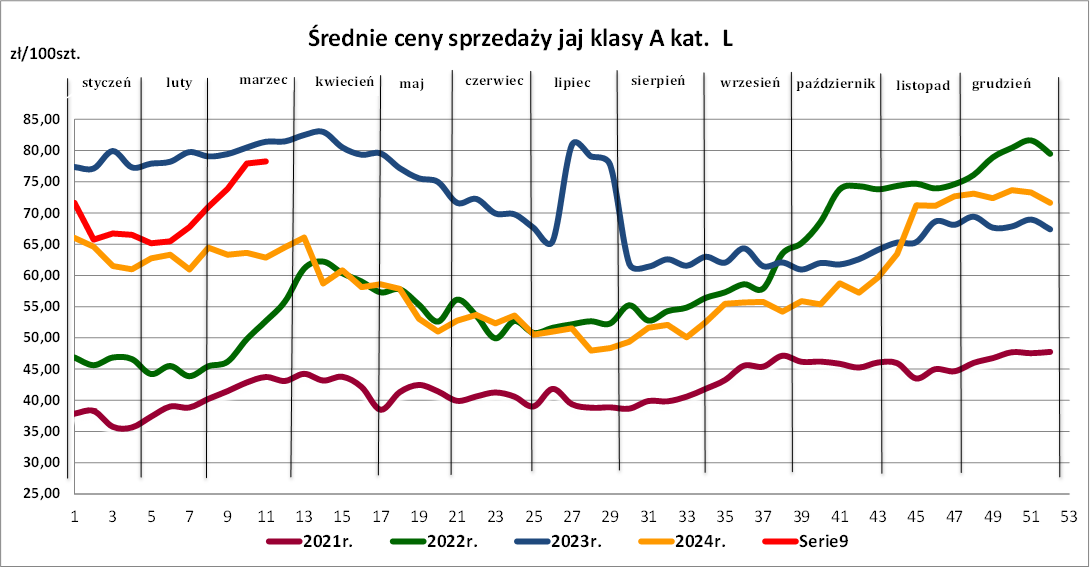 Średnie ceny sprzedaży jaj klasy A kat. L
zł/100szt.
styczeń luty marzec kwiecień maj czerwiec lipiec sierpień wrzesień październik listopad grudzień
85,00
80,00
75,00
70,00
65,00
60,00
55,00
50,00
45,00
40,00
35,00
30,00
25,00
1 3 5 7 9 11 13 15 17 19 21 23 25 27 29 31 33 35 37 39 41 43 45 47 49 51 53
2021r. 2022r. 2023r. 2024r. Serie9